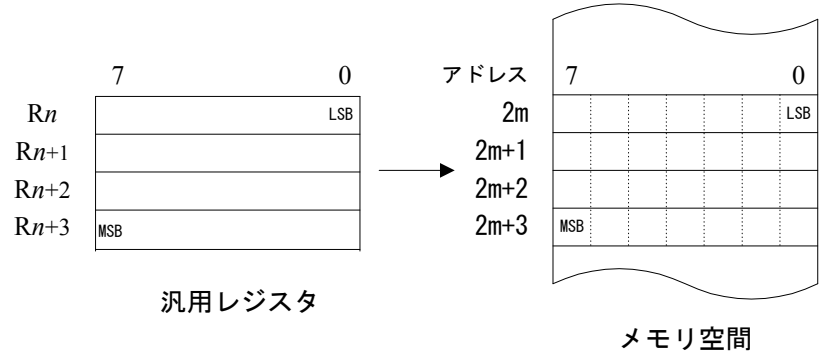 7 0
Rn LSB
Rn+1
Rn+2
Rn+3 MSB
汎用レジスタ
アドレス 7 0
2m LSB
2m+1
2m+2
2m+3 MSB
メモリ空間